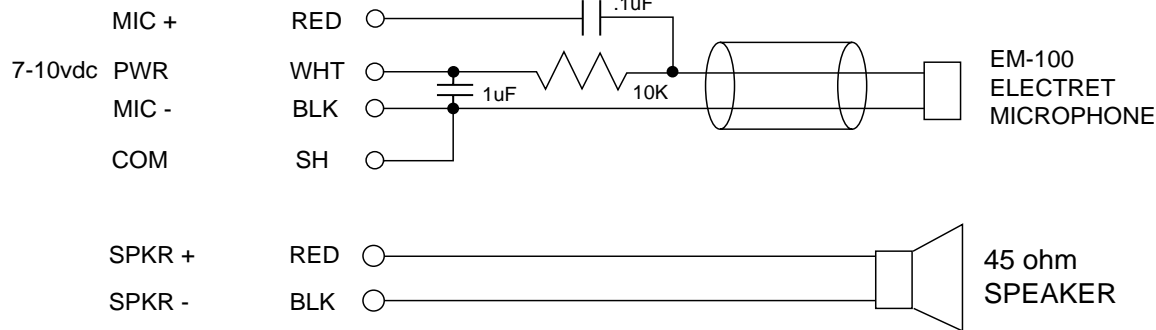 MIC + RED .1uF
7-10vdc PWR WHT 1uF 10K
MIC - BLK
COM SH
EM-100
ELECTRET
MICROPHONE
SPKR + RED
SPKR - BLK
45 ohm
SPEAKER